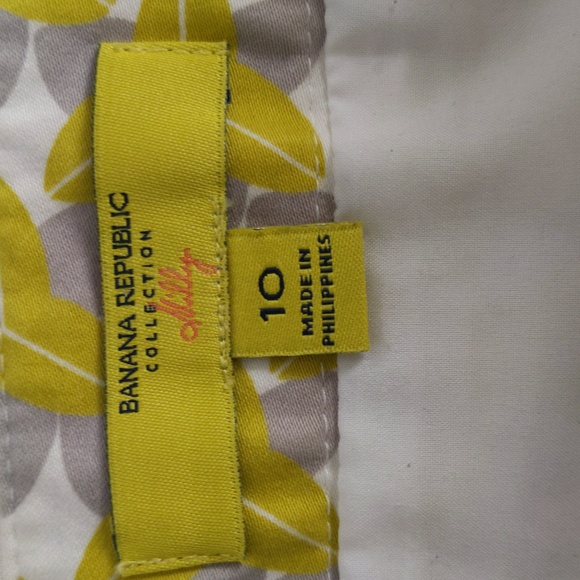 BANANA REPUBLIC
COLLECTION
Milly
10
MADE IN
PHILIPPINES